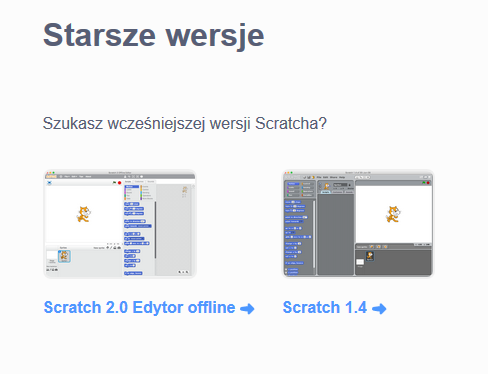 Starsze wersje
Szukasz wcześniejszej wersji Scratcha?
Scratch 2.0 Edytor offline
Scratch 1.4